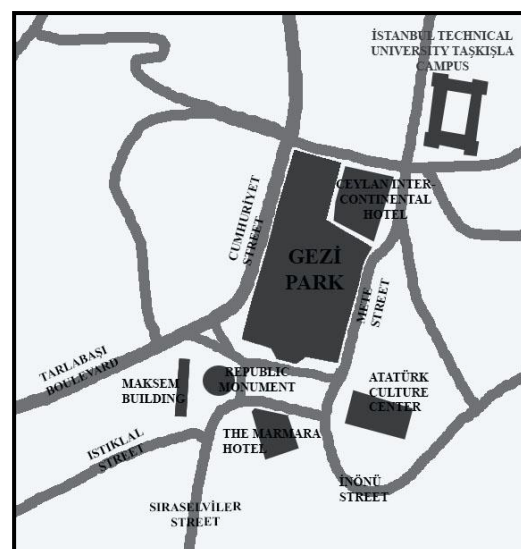 İSTANBUL TECHNICAL
UNIVERSITY TAŞKIŞLA
CAMPUS
CEYLAN INTER-
CONTINENTAL
HOTEL
CUMHURİYET
STREET
GEZİ
PARK
METE
STREET
TARLABAŞI
BOULEVARD
MAKSEM
BUILDING
REPUBLIC
MONUMENT
ATATÜRK
CULTURE
CENTER
ISTIKLAL
STREET
THE MARMARA
HOTEL
İNÖNÜ
STREET
SIRASELVİLER
STREET